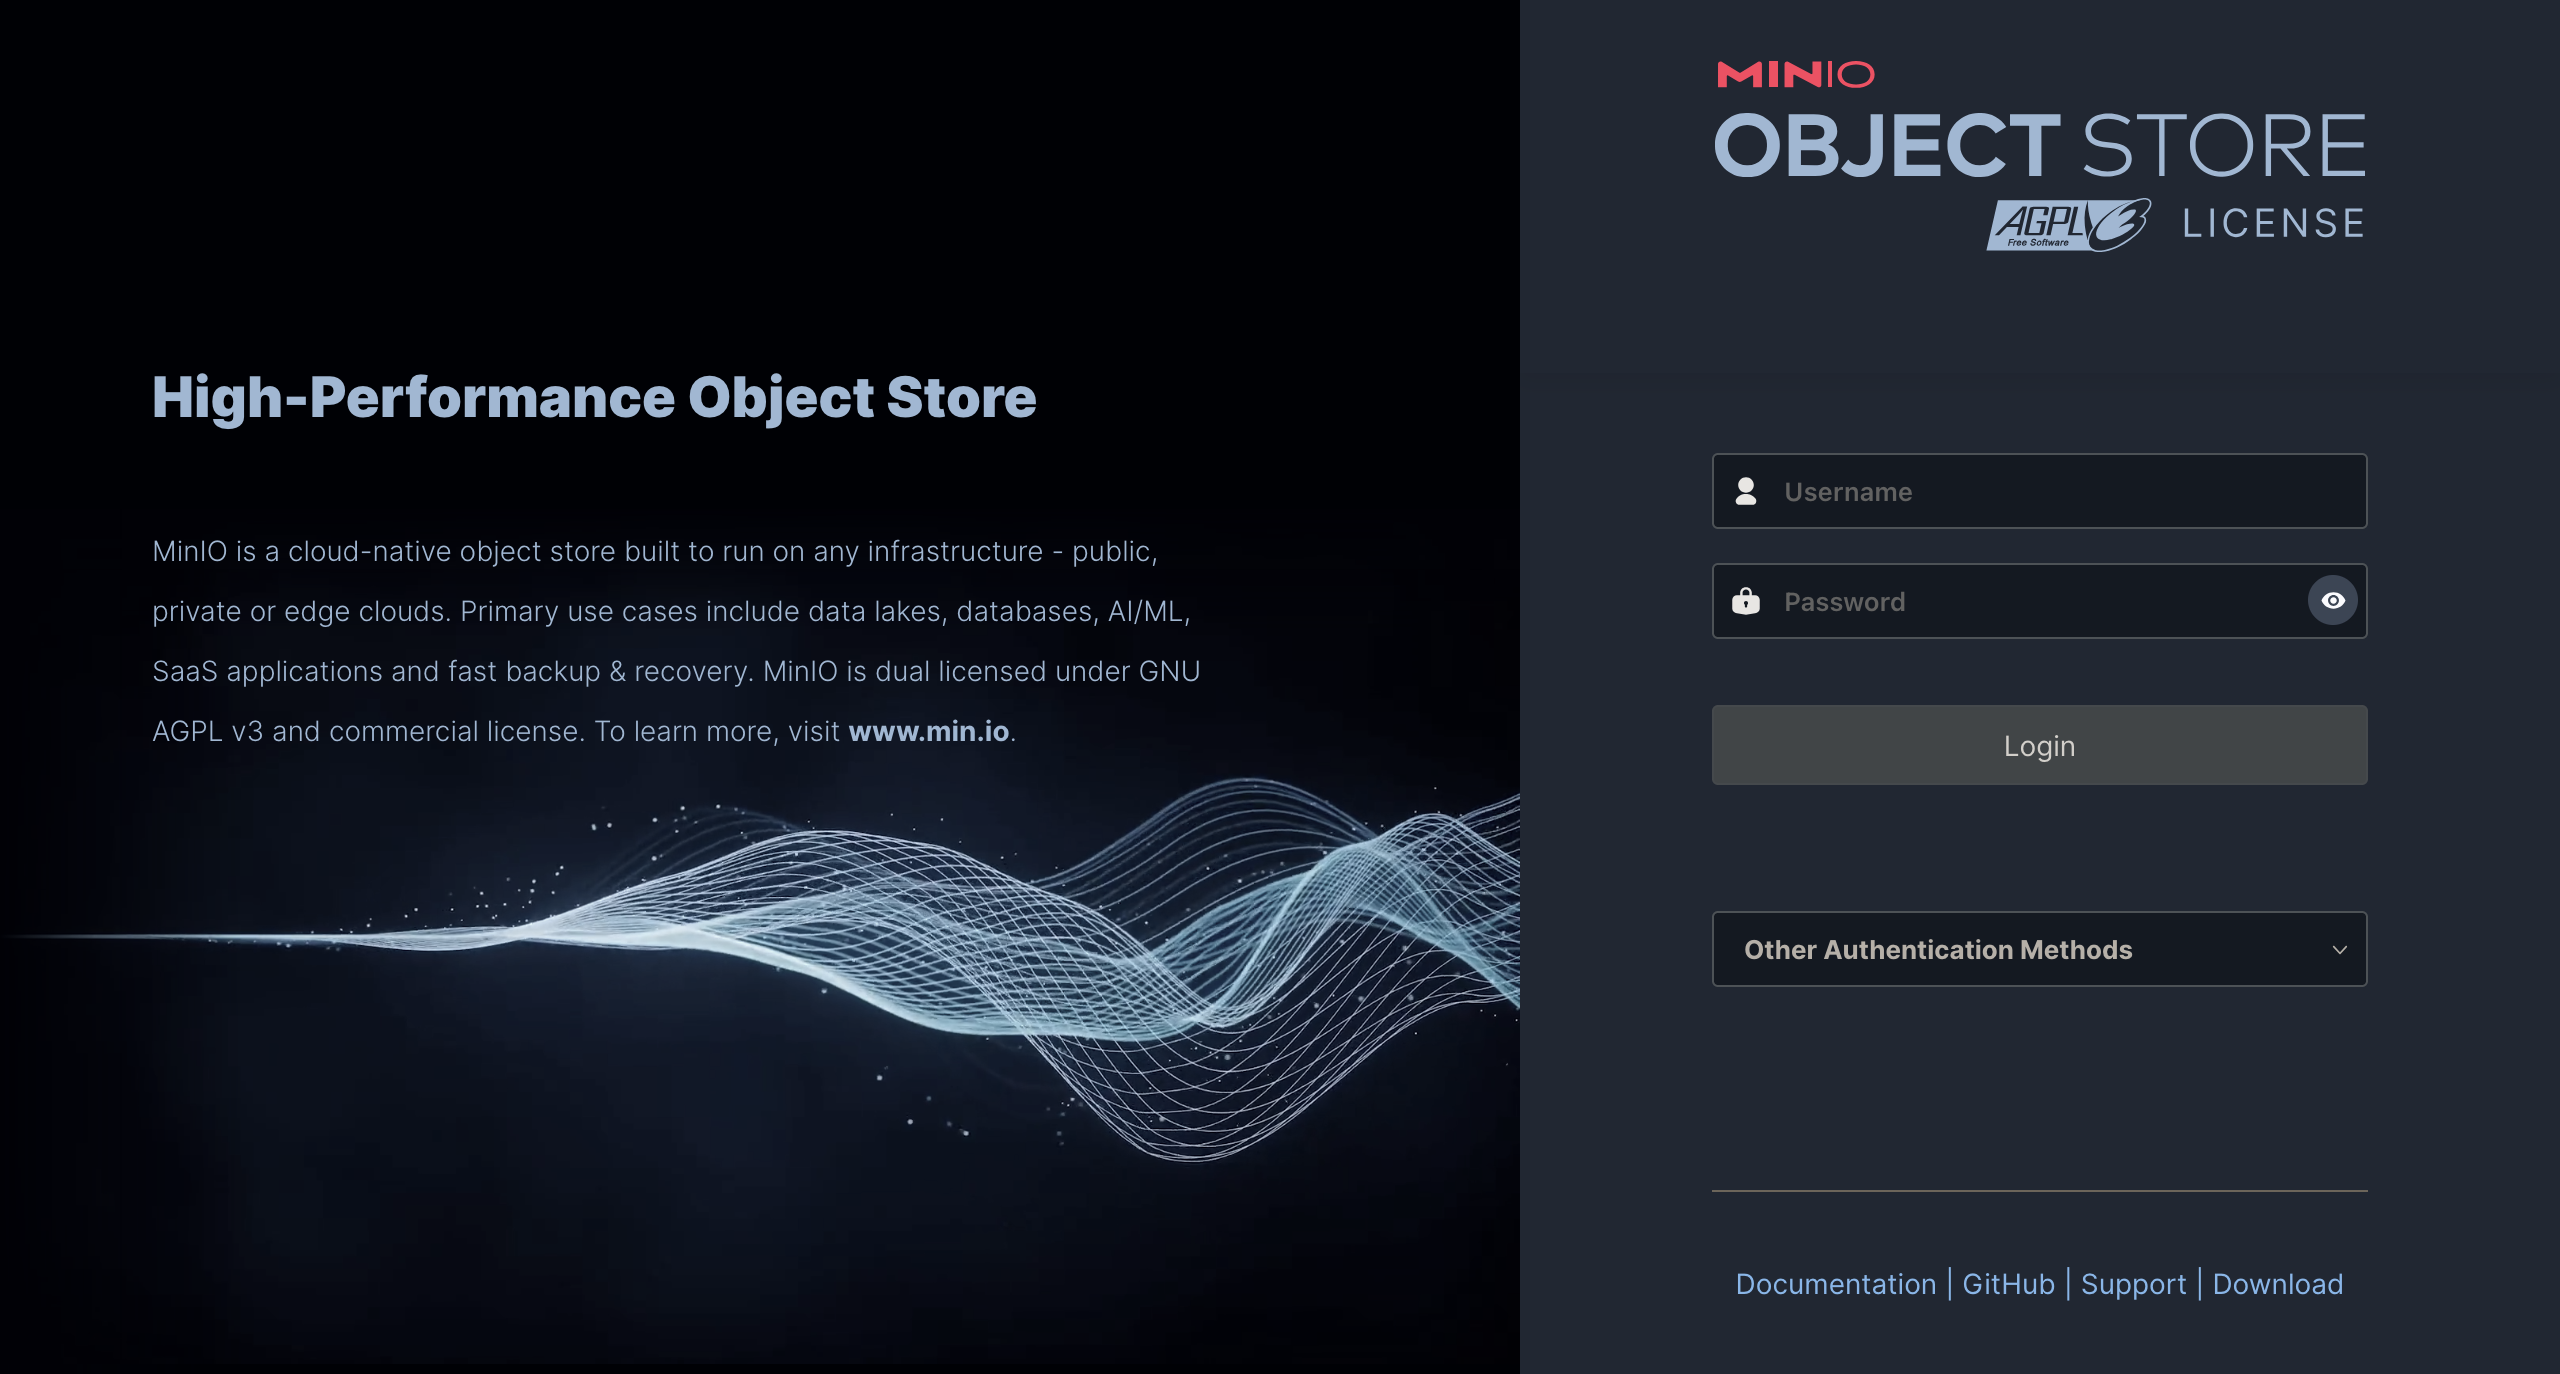 High-Performance Object Store
MinIO is a cloud-native object store built to run on any infrastructure - public,
private or edge clouds. Primary use cases include data lakes, databases, AI/ML,
SaaS applications and fast backup & recovery. MinIO is dual licensed under GNU
AGPL v3 and commercial license. To learn more, visit www.min.io.
MINIO
OBJECT STORE
AGPL v3 LICENSE
Free Software
Username
Password
Login
Other Authentication Methods
Documentation | GitHub | Support | Download